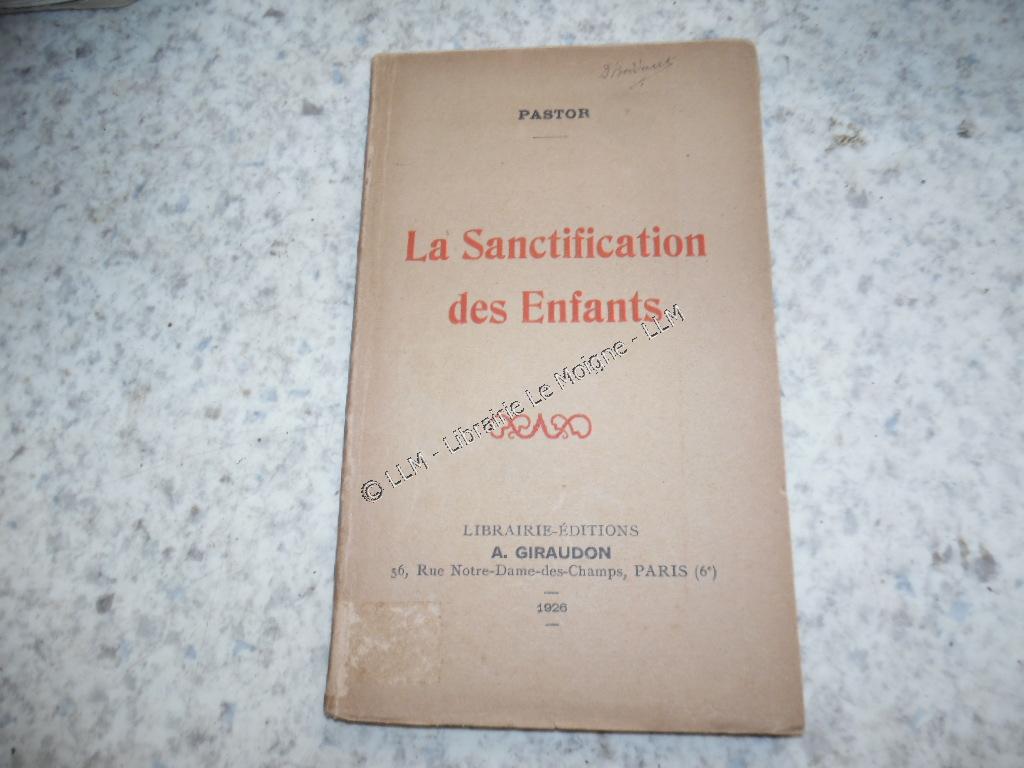 PASTOR
La Sanctification
des Enfants
© LLM - Librairie Le Moigne - LLM
LIBRAIRIE-ÉDITIONS
A. GIRAUDON
56, Rue Notre-Dame-des-Champs, PARIS (6e)
1926